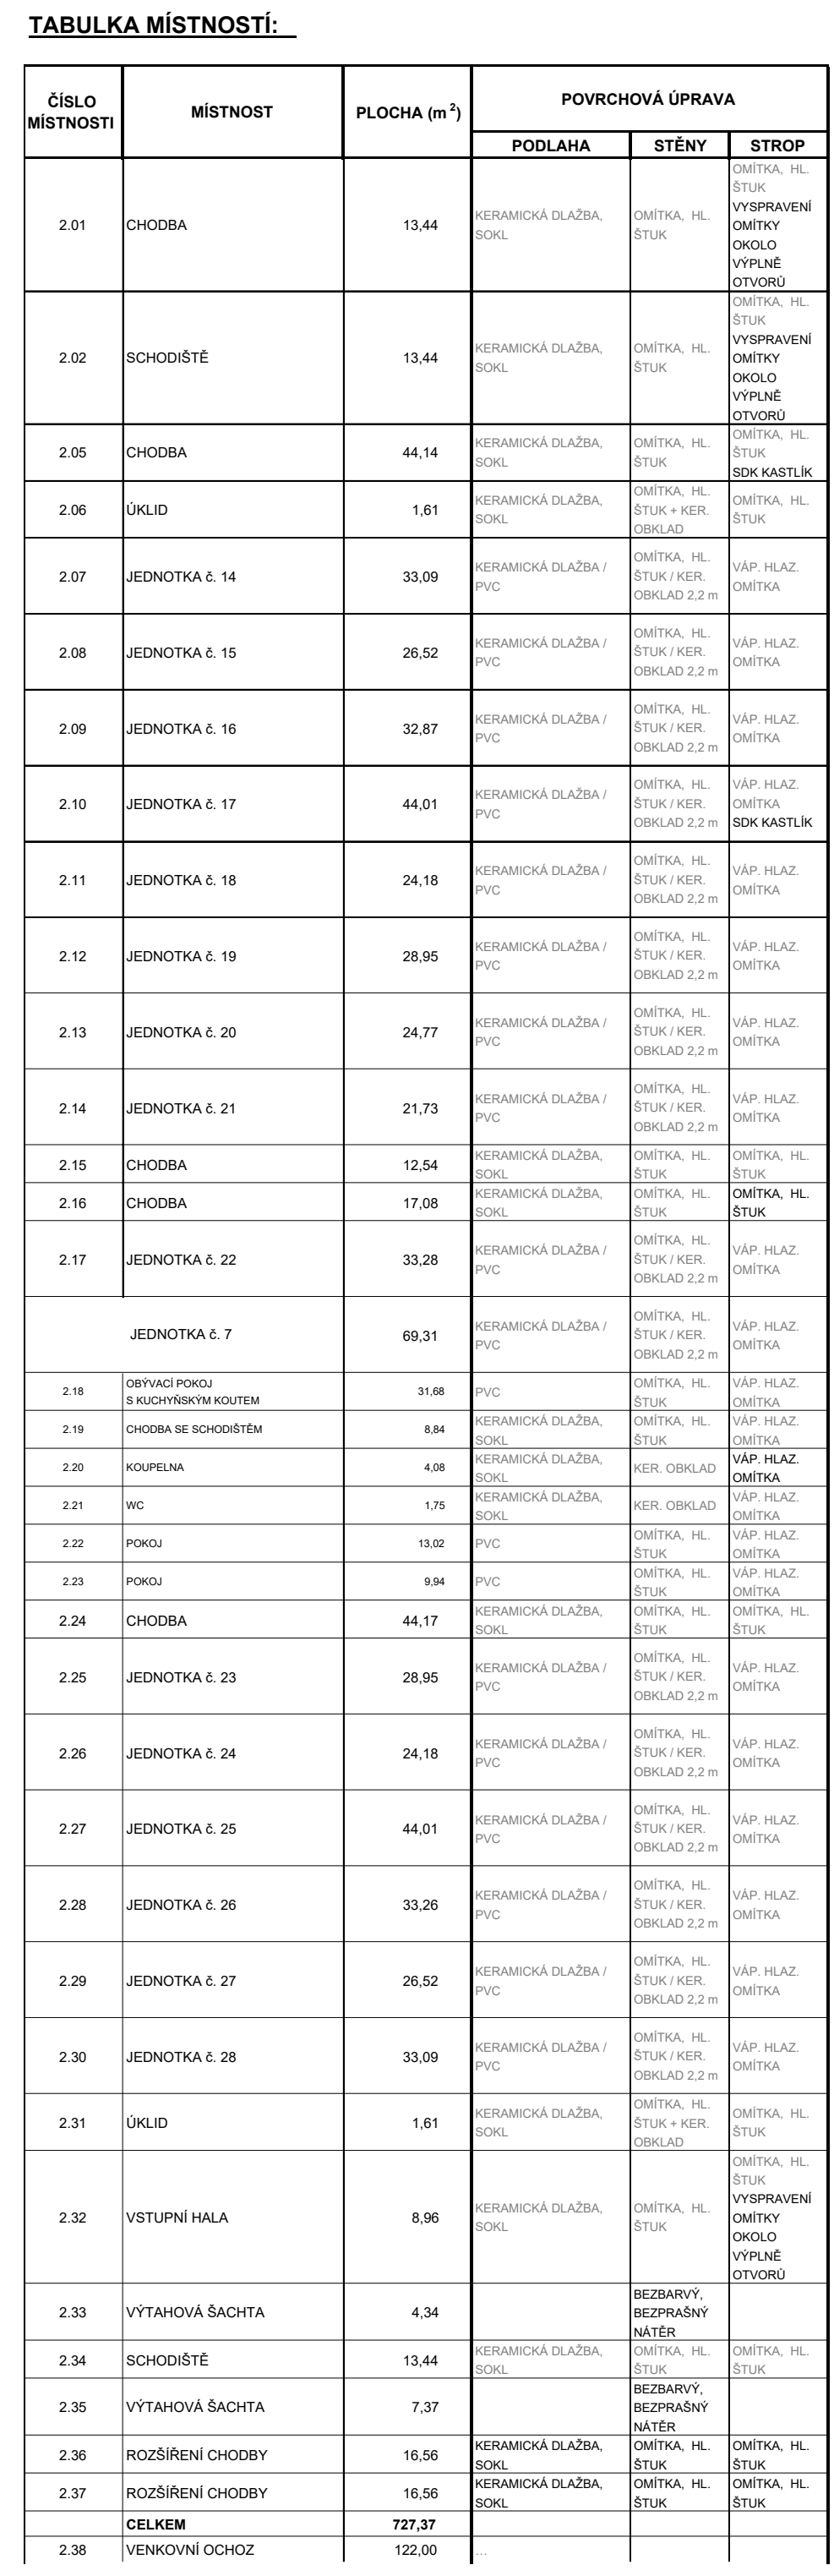 TABULKA MÍSTNOSTÍ:
ČÍSLO MÍSTNOSTI MÍSTNOST PLOCHA (m²) POVRCHOVÁ ÚPRAVA
PODLAHA STĚNY STROP
2.01 CHODBA 13,44 KERAMICKÁ DLAŽBA, SOKL OMÍTKA, HL. ŠTUK OMÍTKA, HL. ŠTUK VYSPRAVENÍ OMÍTKY OKOLO VÝPLNĚ OTVORŮ
2.02 SCHODIŠTĚ 13,44 KERAMICKÁ DLAŽBA, SOKL OMÍTKA, HL. ŠTUK OMÍTKA, HL. ŠTUK VYSPRAVENÍ OMÍTKY OKOLO VÝPLNĚ OTVORŮ
2.05 CHODBA 44,14 KERAMICKÁ DLAŽBA, SOKL OMÍTKA, HL. ŠTUK OMÍTKA, HL. ŠTUK SDK KASTLÍK
2.06 ÚKLID 1,61 KERAMICKÁ DLAŽBA, SOKL OMÍTKA, HL. ŠTUK + KER. OBKLAD OMÍTKA, HL. ŠTUK
2.07 JEDNOTKA č. 14 33,09 KERAMICKÁ DLAŽBA / PVC OMÍTKA, HL. ŠTUK / KER. OBKLAD 2,2 m VÁP. HLAZ. OMÍTKA
2.08 JEDNOTKA č. 15 26,52 KERAMICKÁ DLAŽBA / PVC OMÍTKA, HL. ŠTUK / KER. OBKLAD 2,2 m VÁP. HLAZ. OMÍTKA
2.09 JEDNOTKA č. 16 32,87 KERAMICKÁ DLAŽBA / PVC OMÍTKA, HL. ŠTUK / KER. OBKLAD 2,2 m VÁP. HLAZ. OMÍTKA
2.10 JEDNOTKA č. 17 44,01 KERAMICKÁ DLAŽBA / PVC OMÍTKA, HL. ŠTUK / KER. OBKLAD 2,2 m VÁP. HLAZ. OMÍTKA SDK KASTLÍK
2.11 JEDNOTKA č. 18 24,18 KERAMICKÁ DLAŽBA / PVC OMÍTKA, HL. ŠTUK / KER. OBKLAD 2,2 m VÁP. HLAZ. OMÍTKA
2.12 JEDNOTKA č. 19 28,95 KERAMICKÁ DLAŽBA / PVC OMÍTKA, HL. ŠTUK / KER. OBKLAD 2,2 m VÁP. HLAZ. OMÍTKA
2.13 JEDNOTKA č. 20 24,77 KERAMICKÁ DLAŽBA / PVC OMÍTKA, HL. ŠTUK / KER. OBKLAD 2,2 m VÁP. HLAZ. OMÍTKA
2.14 JEDNOTKA č. 21 21,73 KERAMICKÁ DLAŽBA / PVC OMÍTKA, HL. ŠTUK / KER. OBKLAD 2,2 m VÁP. HLAZ. OMÍTKA
2.15 CHODBA 12,54 KERAMICKÁ DLAŽBA, SOKL OMÍTKA, HL. ŠTUK OMÍTKA, HL. ŠTUK
2.16 CHODBA 17,08 KERAMICKÁ DLAŽBA, SOKL OMÍTKA, HL. ŠTUK OMÍTKA, HL. ŠTUK
2.17 JEDNOTKA č. 22 33,28 KERAMICKÁ DLAŽBA / PVC OMÍTKA, HL. ŠTUK / KER. OBKLAD 2,2 m VÁP. HLAZ. OMÍTKA
JEDNOTKA č. 7 69,31 KERAMICKÁ DLAŽBA / PVC OMÍTKA, HL. ŠTUK / KER. OBKLAD 2,2 m VÁP. HLAZ. OMÍTKA
2.18 OBÝVACÍ POKOJ S KUCHYŇSKÝM KOUTEM 31,68 PVC OMÍTKA, HL. ŠTUK VÁP. HLAZ. OMÍTKA
2.19 CHODBA SE SCHODIŠTĚM 8,84 KERAMICKÁ DLAŽBA, SOKL OMÍTKA, HL. ŠTUK VÁP. HLAZ. OMÍTKA
2.20 KOUPELNA 4,08 KERAMICKÁ DLAŽBA, SOKL KER. OBKLAD VÁP. HLAZ. OMÍTKA
2.21 WC 1,75 KERAMICKÁ DLAŽBA, SOKL KER. OBKLAD VÁP. HLAZ. OMÍTKA
2.22 POKOJ 13,02 PVC OMÍTKA, HL. ŠTUK VÁP. HLAZ. OMÍTKA
2.23 POKOJ 9,94 PVC OMÍTKA, HL. ŠTUK VÁP. HLAZ. OMÍTKA
2.24 CHODBA 44,17 KERAMICKÁ DLAŽBA, SOKL OMÍTKA, HL. ŠTUK OMÍTKA, HL. ŠTUK
2.25 JEDNOTKA č. 23 28,95 KERAMICKÁ DLAŽBA / PVC OMÍTKA, HL. ŠTUK / KER. OBKLAD 2,2 m VÁP. HLAZ. OMÍTKA
2.26 JEDNOTKA č. 24 24,18 KERAMICKÁ DLAŽBA / PVC OMÍTKA, HL. ŠTUK / KER. OBKLAD 2,2 m VÁP. HLAZ. OMÍTKA
2.27 JEDNOTKA č. 25 44,01 KERAMICKÁ DLAŽBA / PVC OMÍTKA, HL. ŠTUK / KER. OBKLAD 2,2 m VÁP. HLAZ. OMÍTKA
2.28 JEDNOTKA č. 26 33,26 KERAMICKÁ DLAŽBA / PVC OMÍTKA, HL. ŠTUK / KER. OBKLAD 2,2 m VÁP. HLAZ. OMÍTKA
2.29 JEDNOTKA č. 27 26,52 KERAMICKÁ DLAŽBA / PVC OMÍTKA, HL. ŠTUK / KER. OBKLAD 2,2 m VÁP. HLAZ. OMÍTKA
2.30 JEDNOTKA č. 28 33,09 KERAMICKÁ DLAŽBA / PVC OMÍTKA, HL. ŠTUK / KER. OBKLAD 2,2 m VÁP. HLAZ. OMÍTKA
2.31 ÚKLID 1,61 KERAMICKÁ DLAŽBA, SOKL OMÍTKA, HL. ŠTUK + KER. OBKLAD OMÍTKA, HL. ŠTUK
2.32 VSTUPNÍ HALA 8,96 KERAMICKÁ DLAŽBA, SOKL OMÍTKA, HL. ŠTUK OMÍTKA, HL. ŠTUK VYSPRAVENÍ OMÍTKY OKOLO VÝPLNĚ OTVORŮ
2.33 VÝTAHOVÁ ŠACHTA 4,34 BEZBARVÝ, BEZPRAŠNÝ NÁTĚR
2.34 SCHODIŠTĚ 13,44 KERAMICKÁ DLAŽBA, SOKL OMÍTKA, HL. ŠTUK OMÍTKA, HL. ŠTUK
2.35 VÝTAHOVÁ ŠACHTA 7,37 BEZBARVÝ, BEZPRAŠNÝ NÁTĚR
2.36 ROZŠÍŘENÍ CHODBY 16,56 KERAMICKÁ DLAŽBA, SOKL OMÍTKA, HL. ŠTUK OMÍTKA, HL. ŠTUK
2.37 ROZŠÍŘENÍ CHODBY 16,56 KERAMICKÁ DLAŽBA, SOKL OMÍTKA, HL. ŠTUK OMÍTKA, HL. ŠTUK
CELKEM 727,37
2.38 VENKOVNÍ OCHOZ 122,00 ...